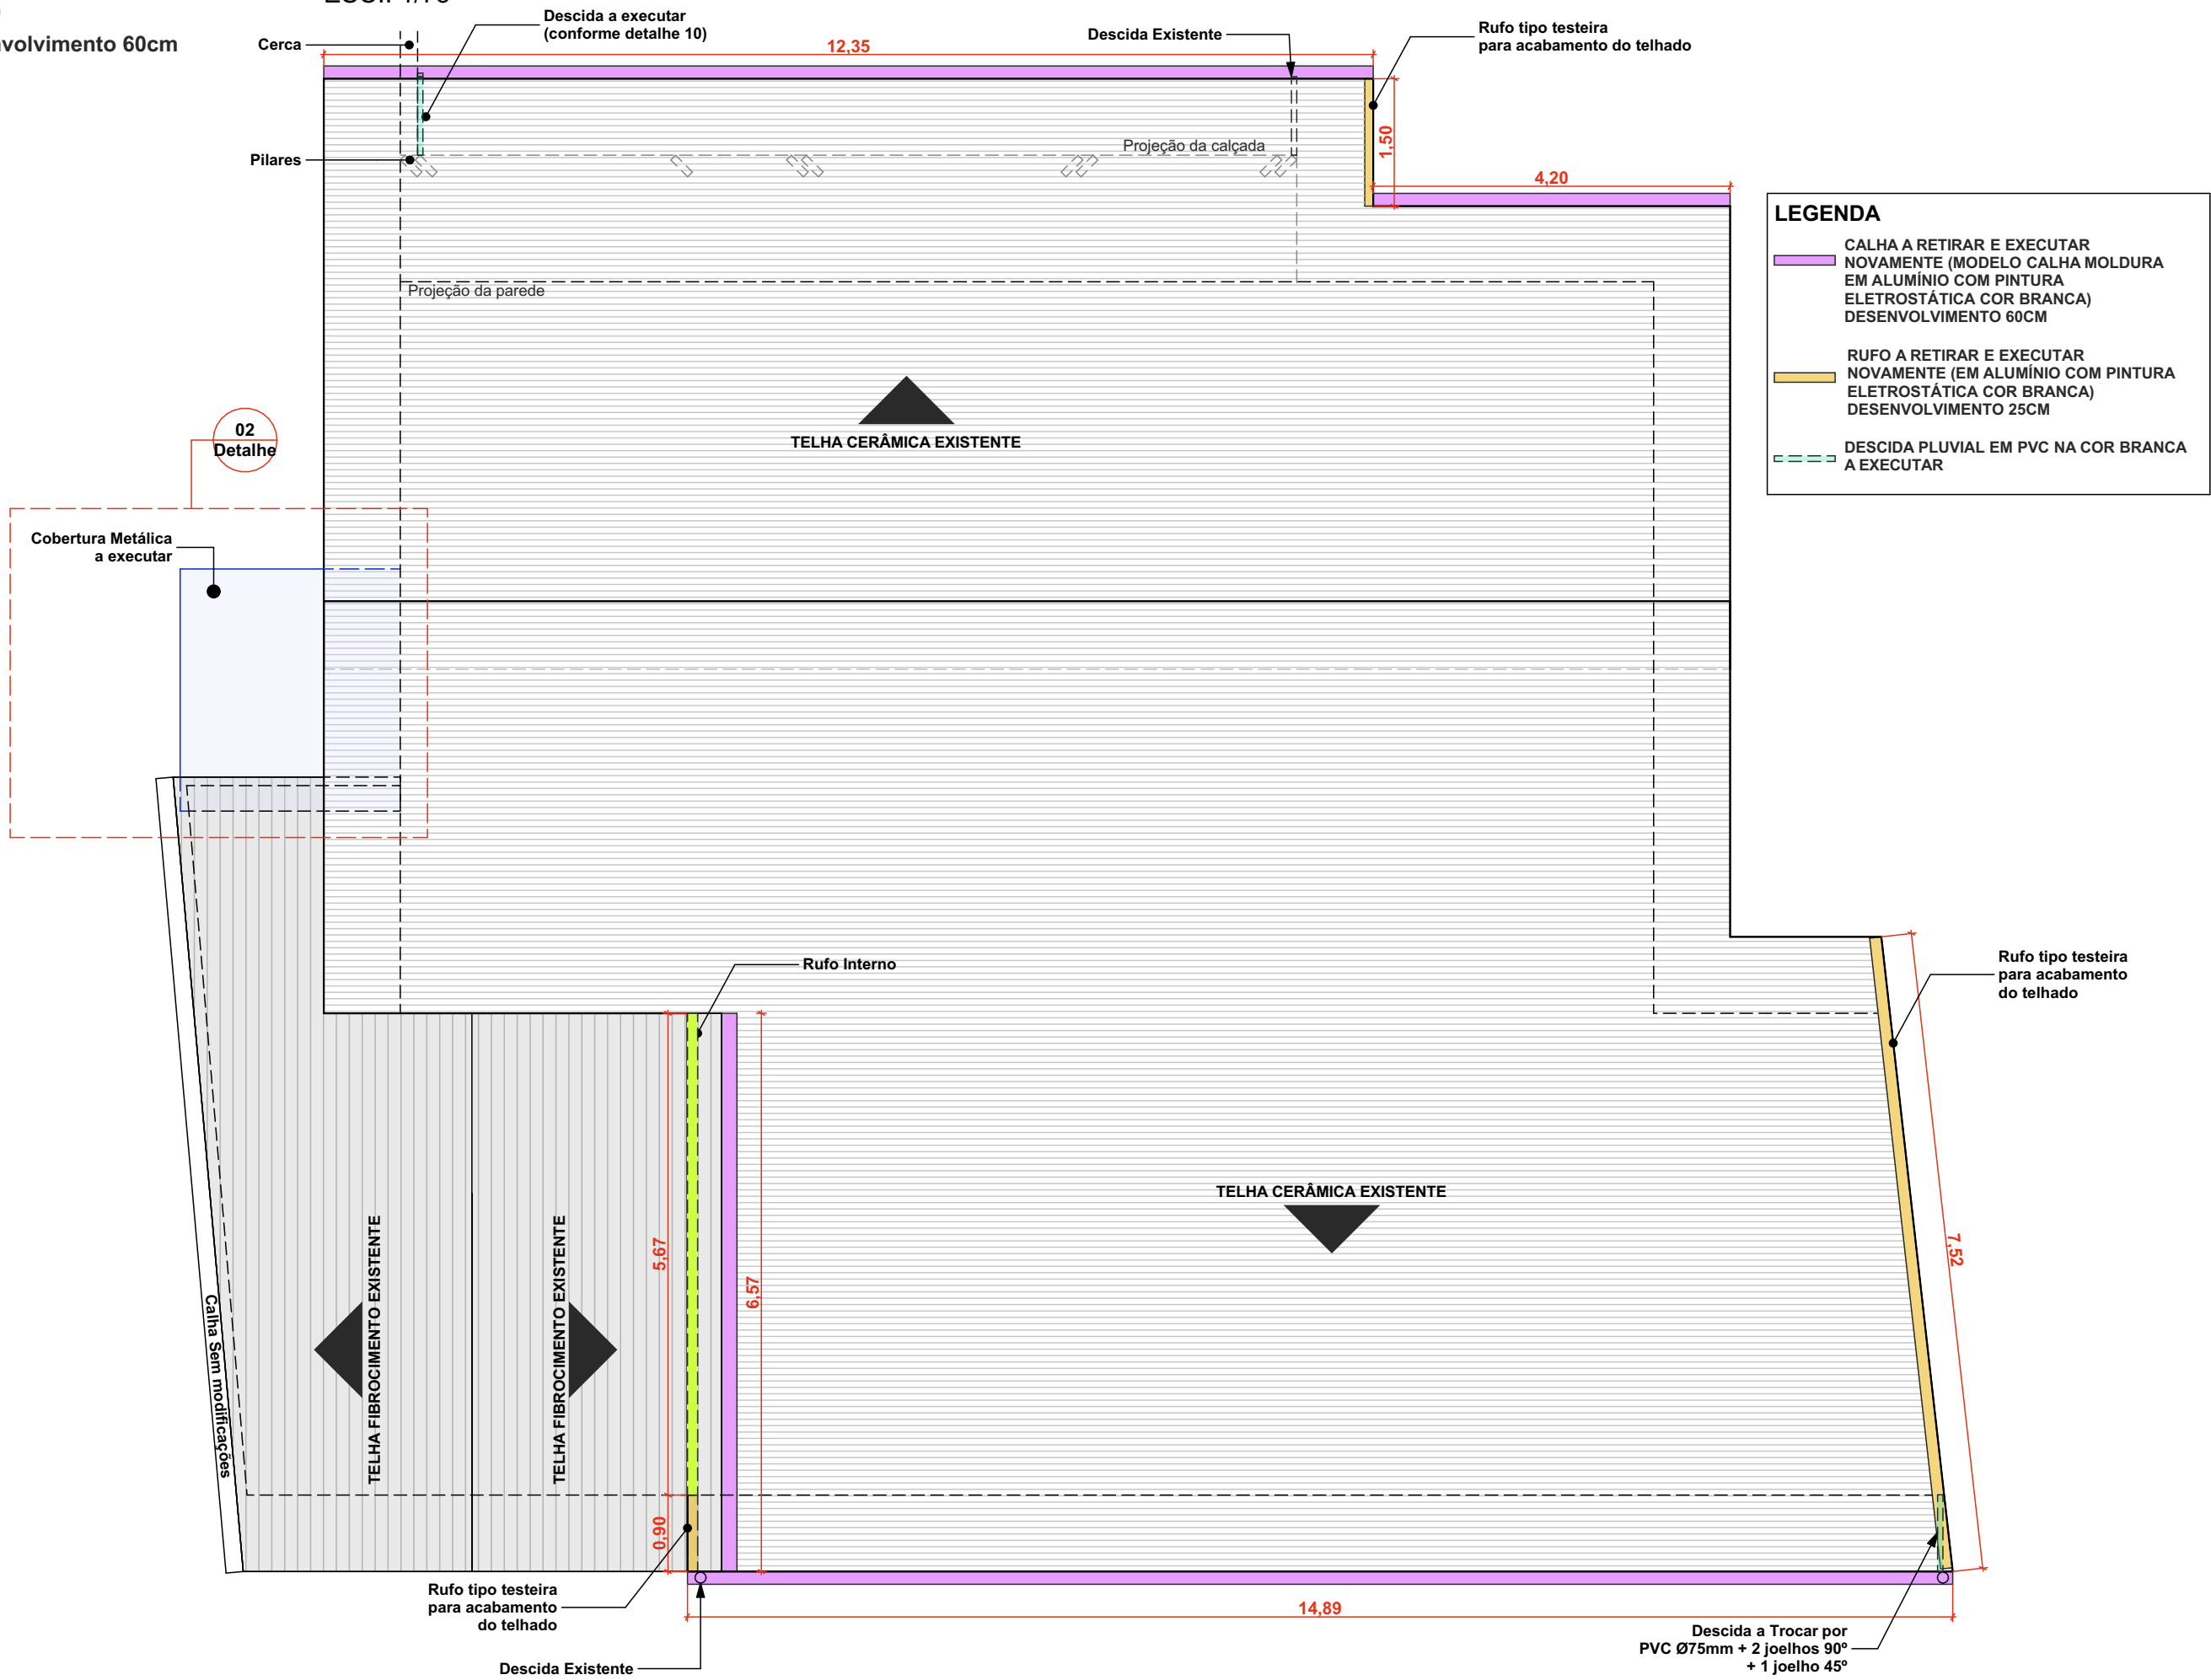 volvimento 60cm
Cerca
Descida a executar
(conforme detalhe 10)
12,35
Descida Existente
Rufo tipo testeira
para acabamento do telhado
Pilares
Projeção da calçada
1,50
4,20
LEGENDA
CALHA A RETIRAR E EXECUTAR
NOVAMENTE (MODELO CALHA MOLDURA
EM ALUMÍNIO COM PINTURA
ELETROSTÁTICA COR BRANCA)
DESENVOLVIMENTO 60CM
RUFO A RETIRAR E EXECUTAR
NOVAMENTE (EM ALUMÍNIO COM PINTURA
ELETROSTÁTICA COR BRANCA)
DESENVOLVIMENTO 25CM
DESCIDA PLUVIAL EM PVC NA COR BRANCA
A EXECUTAR
Projeção da parede
TELHA CERÂMICA EXISTENTE
02
Detalhe
Cobertura Metálica
a executar
Rufo Interno
Rufo tipo testeira
para acabamento
do telhado
TELHA CERÂMICA EXISTENTE
5,67
6,57
7,52
TELHA FIBROCIMENTO EXISTENTE
TELHA FIBROCIMENTO EXISTENTE
Calha Sem modificações
0,90
Rufo tipo testeira
para acabamento
do telhado
14,89
Descida Existente
Descida a Trocar por
PVC Ø75mm + 2 joelhos 90º
+ 1 joelho 45º